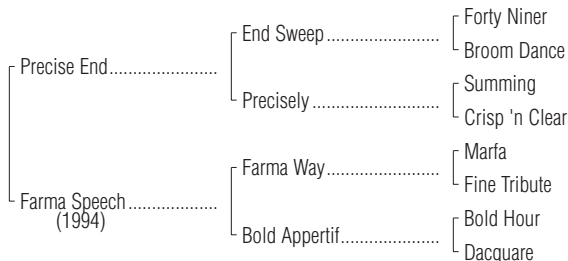 Forty Niner
End Sweep
Broom Dance
Precise End
Summing
Precisely
Crisp 'n Clear
Marfa
Farma Way
Fine Tribute
Farma Speech
(1994)
Bold Hour
Bold Appertif
Dacquare